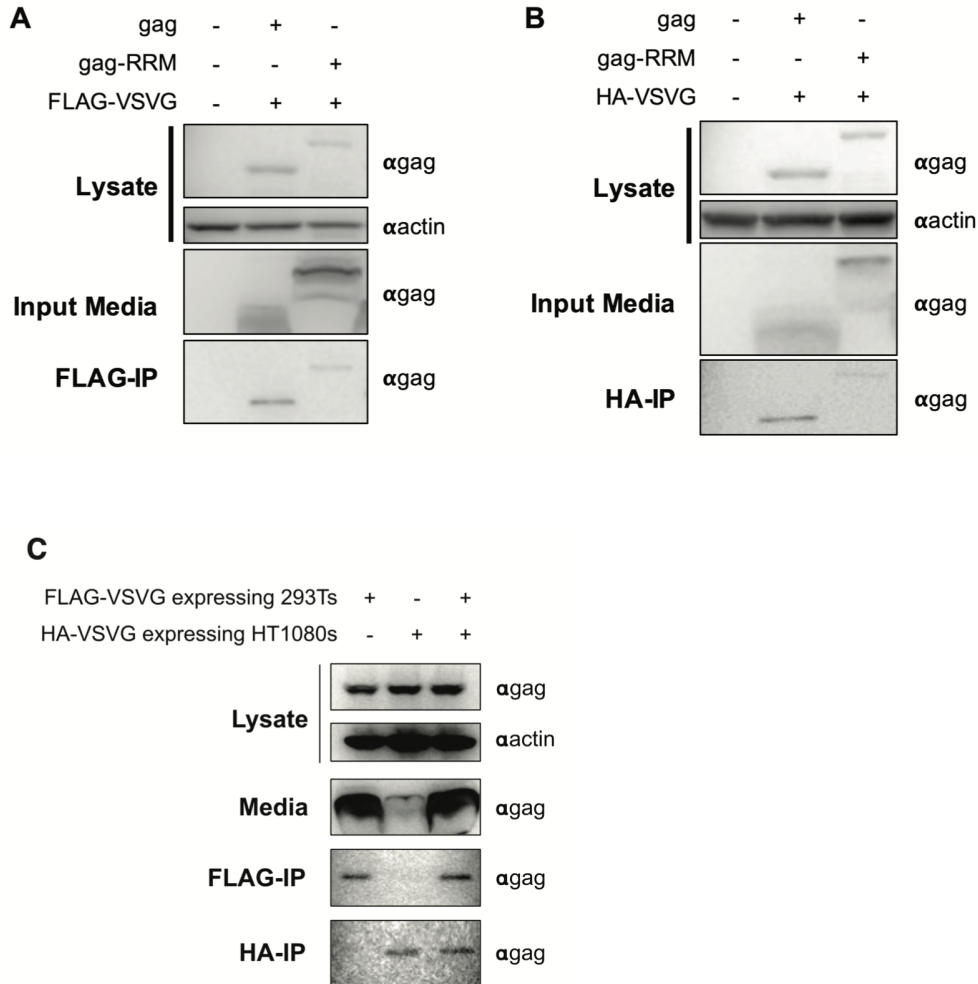 A
gag - + -
gag-RRM - - +
FLAG-VSVG - + +
Lysate
αgag
αactin
Input Media
αgag
FLAG-IP
αgag
B
gag - + -
gag-RRM - - +
HA-VSVG - + +
Lysate
αgag
αactin
Input Media
αgag
HA-IP
αgag
C
FLAG-VSVG expressing 293Ts + - +
HA-VSVG expressing HT1080s - + +
Lysate
αgag
αactin
Media
αgag
FLAG-IP
αgag
HA-IP
αgag